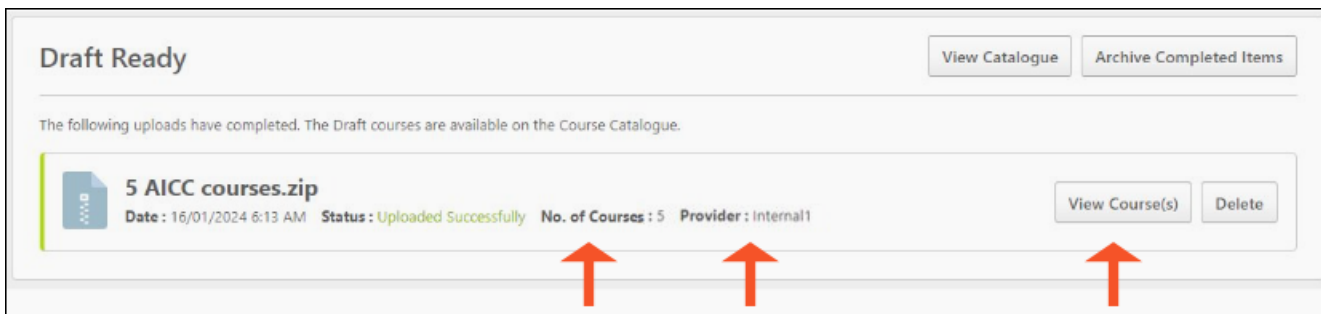 Draft Ready
View Catalogue
Archive Completed Items
The following uploads have completed. The Draft courses are available on the Course Catalogue.
5 AICC courses.zip
Date : 16/01/2024 6:13 AM Status : Uploaded Successfully No. of Courses : 5 Provider : Internal1
View Course(s)
Delete